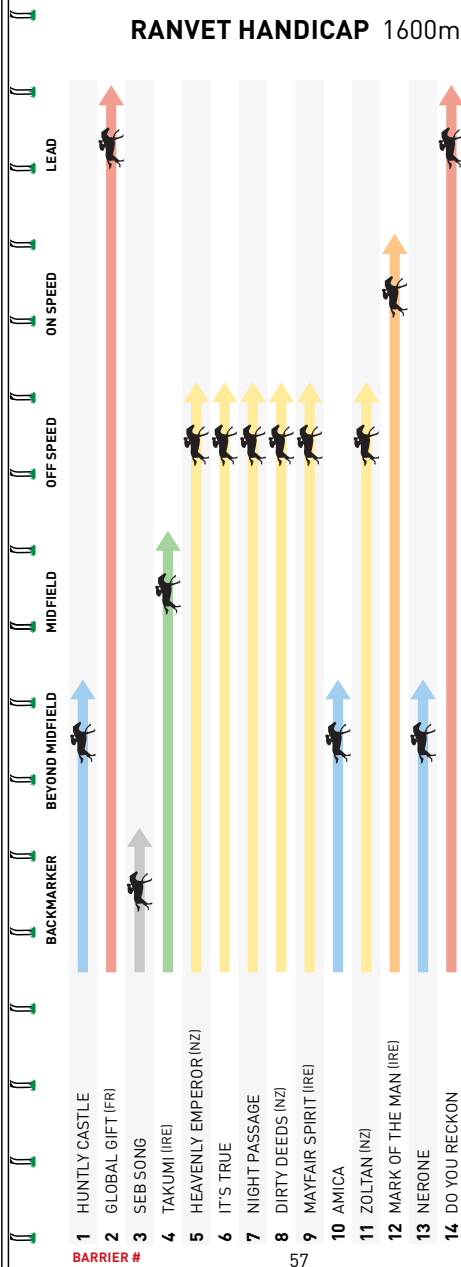 RANVET HANDICAP 1600m
LEAD
ON SPEED
OFF SPEED
MIDFIELD
BEYOND MIDFIELD
BACKMARKER
1 HUNTLY CASTLE
2 GLOBAL GIFT (FR)
3 SEB SONG
4 TAKUMI (IRE)
5 HEAVENLY EMPEROR (NZ)
6 IT'S TRUE
7 NIGHT PASSAGE
8 DIRTY DEEDS (NZ)
9 MAYFAIR SPIRIT (IRE)
10 AMICA
11 ZOLTAN (NZ)
12 MARK OF THE MAN (IRE)
13 NERONE
14 DO YOU RECKON
BARRIER #
57